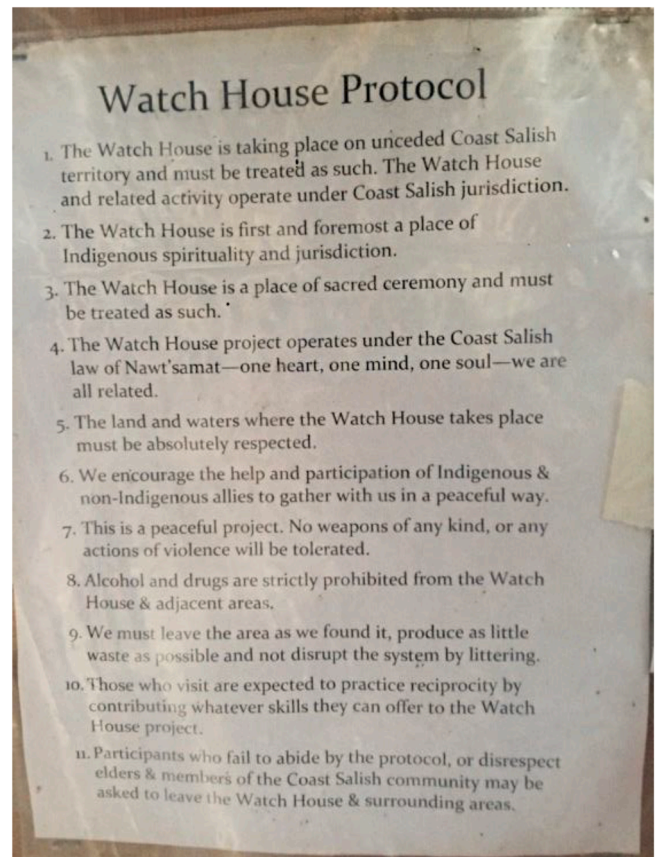 Watch House Protocol
1. The Watch House is taking place on unceded Coast Salish
territory and must be treated as such. The Watch House
and related activity operate under Coast Salish jurisdiction.
2. The Watch House is first and foremost a place of
Indigenous spirituality and jurisdiction.
3. The Watch House is a place of sacred ceremony and must
be treated as such.
4. The Watch House project operates under the Coast Salish
law of Nawt'samat—one heart, one mind, one soul—we are
all related.
5. The land and waters where the Watch House takes place
must be absolutely respected.
6. We encourage the help and participation of Indigenous &
non-Indigenous allies to gather with us in a peaceful way.
7. This is a peaceful project. No weapons of any kind, or any
actions of violence will be tolerated.
8. Alcohol and drugs are strictly prohibited from the Watch
House & adjacent areas.
9. We must leave the area as we found it, produce as little
waste as possible and not disrupt the system by littering.
10. Those who visit are expected to practice reciprocity by
contributing whatever skills they can offer to the Watch
House project.
11. Participants who fail to abide by the protocol, or disrespect
elders & members of the Coast Salish community may be
asked to leave the Watch House & surrounding areas.